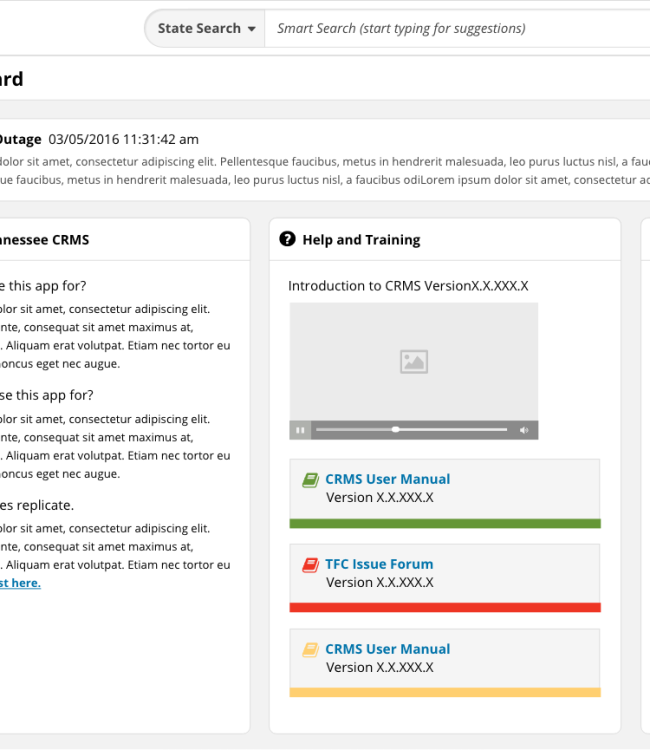 State Search
Smart Search (start typing for suggestions)
ard
Outage 03/05/2016 11:31:42 am
dolor sit amet, consectetur adipiscing elit. Pellentesque faucibus, metus in hendrerit malesuada, leo purus luctus nisl, a fauc
ue faucibus, metus in hendrerit malesuada, leo purus luctus nisl, a faucibus odiLorem ipsum dolor sit amet, consectetur ad
nnessee CRMS
e this app for?
olor sit amet, consectetur adipiscing elit.
nte, consequat sit amet maximus at,
. Aliquam erat volutpat. Etiam nec tortor eu
honcus eget nec augue.
se this app for?
olor sit amet, consectetur adipiscing elit.
nte, consequat sit amet maximus at,
. Aliquam erat volutpat. Etiam nec tortor eu
honcus eget nec augue.
es replicate.
olor sit amet, consectetur adipiscing elit.
nte, consequat sit amet maximus at,
. Aliquam erat volutpat. Etiam nec tortor eu
st here.
Help and Training
Introduction to CRMS VersionX.X.XXX.X
CRMS User Manual
Version X.X.XXX.X
TFC Issue Forum
Version X.X.XXX.X
CRMS User Manual
Version X.X.XXX.X